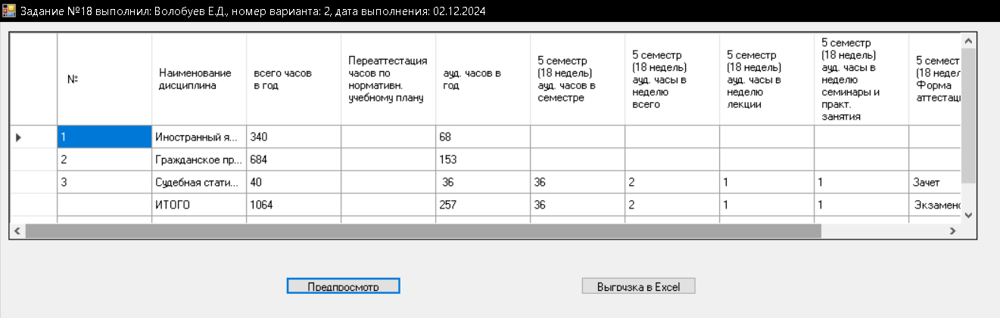 Задание №18 выполнил: Волобуев Е.Д., номер варианта: 2, дата выполнения: 02.12.2024
№
Наименование
дисциплина
всего часов
в год
Переаттестация
часов по
нормативн.
учебному плану
ауд. часов в
год
5 семестр
(18 недель)
ауд. часов в
семестре
5 семестр
(18 недель)
ауд. часы в
неделю
всего
5 семестр
(18 недель)
ауд. часы в
неделю
лекции
5 семестр
(18 недель)
ауд. часы в
неделю
семинары и
практ.
занятия
5 семест
(18 недел
Форма
аттестаци
1 Иностранный я... 340 68
2 Гражданское пр... 684 153
3 Судебная стати... 40 36 36 2 1 1 Зачет
ИТОГО 1064 257 36 2 1 1 Экзамено
Предпросмотр
Выгрузка в Excel